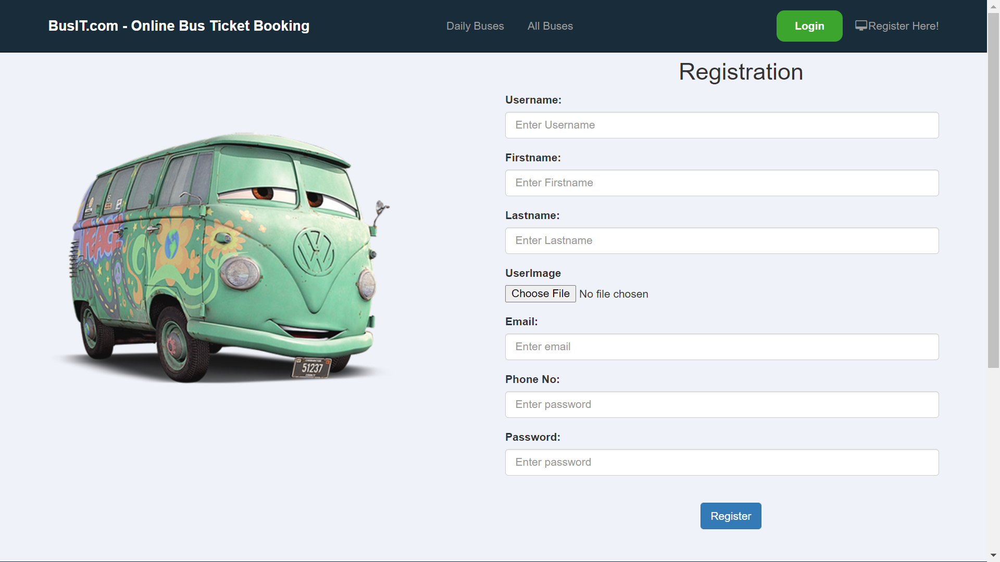 BusIT.com - Online Bus Ticket Booking
Daily Buses
All Buses
Login
Register Here!
Registration
Username:
Enter Username
Firstname:
Enter Firstname
Lastname:
Enter Lastname
UserImage
Choose File No file chosen
Email:
Enter email
Phone No:
Enter password
Password:
Enter password
Register
PEACE
51237